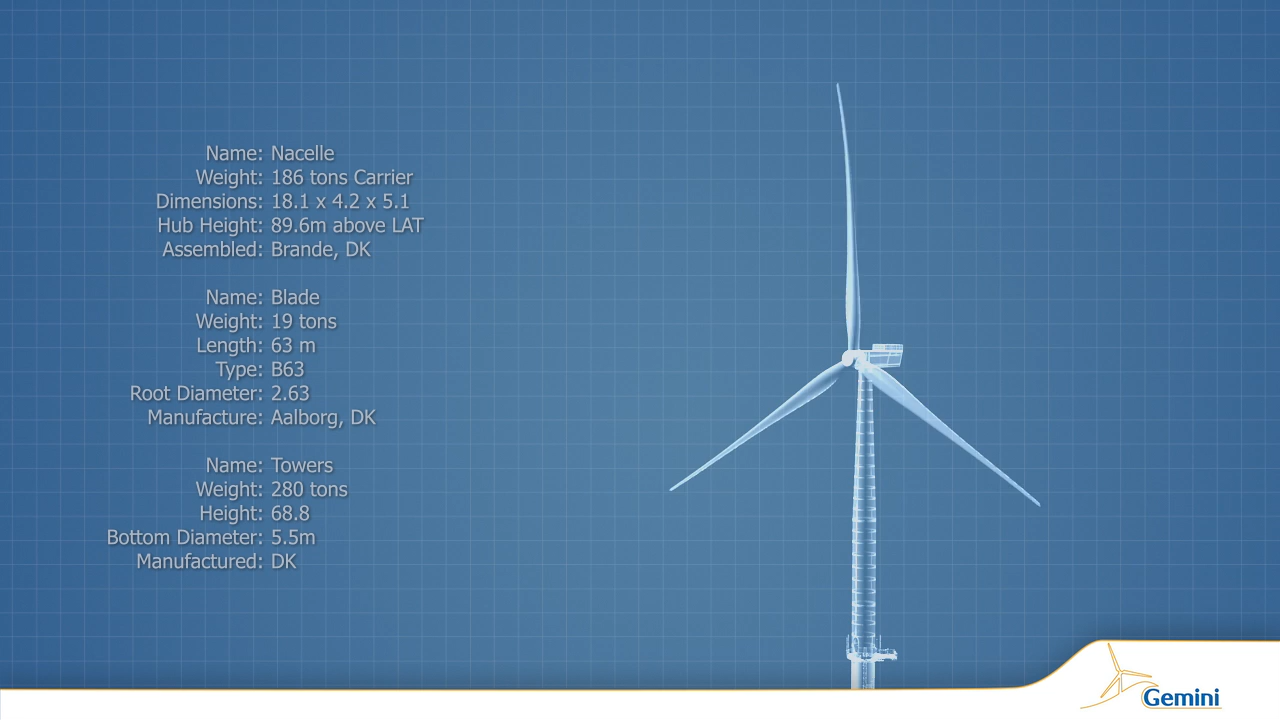 Name: Nacelle
Weight: 186 tons Carrier
Dimensions: 18.1 x 4.2 x 5.1
Hub Height: 89.6m above LAT
Assembled: Brande, DK
Name: Blade
Weight: 19 tons
Length: 63 m
Type: B63
Root Diameter: 2.63
Manufacture: Aalborg, DK
Name: Towers
Weight: 280 tons
Height: 68.8
Bottom Diameter: 5.5m
Manufactured: DK
Gemini